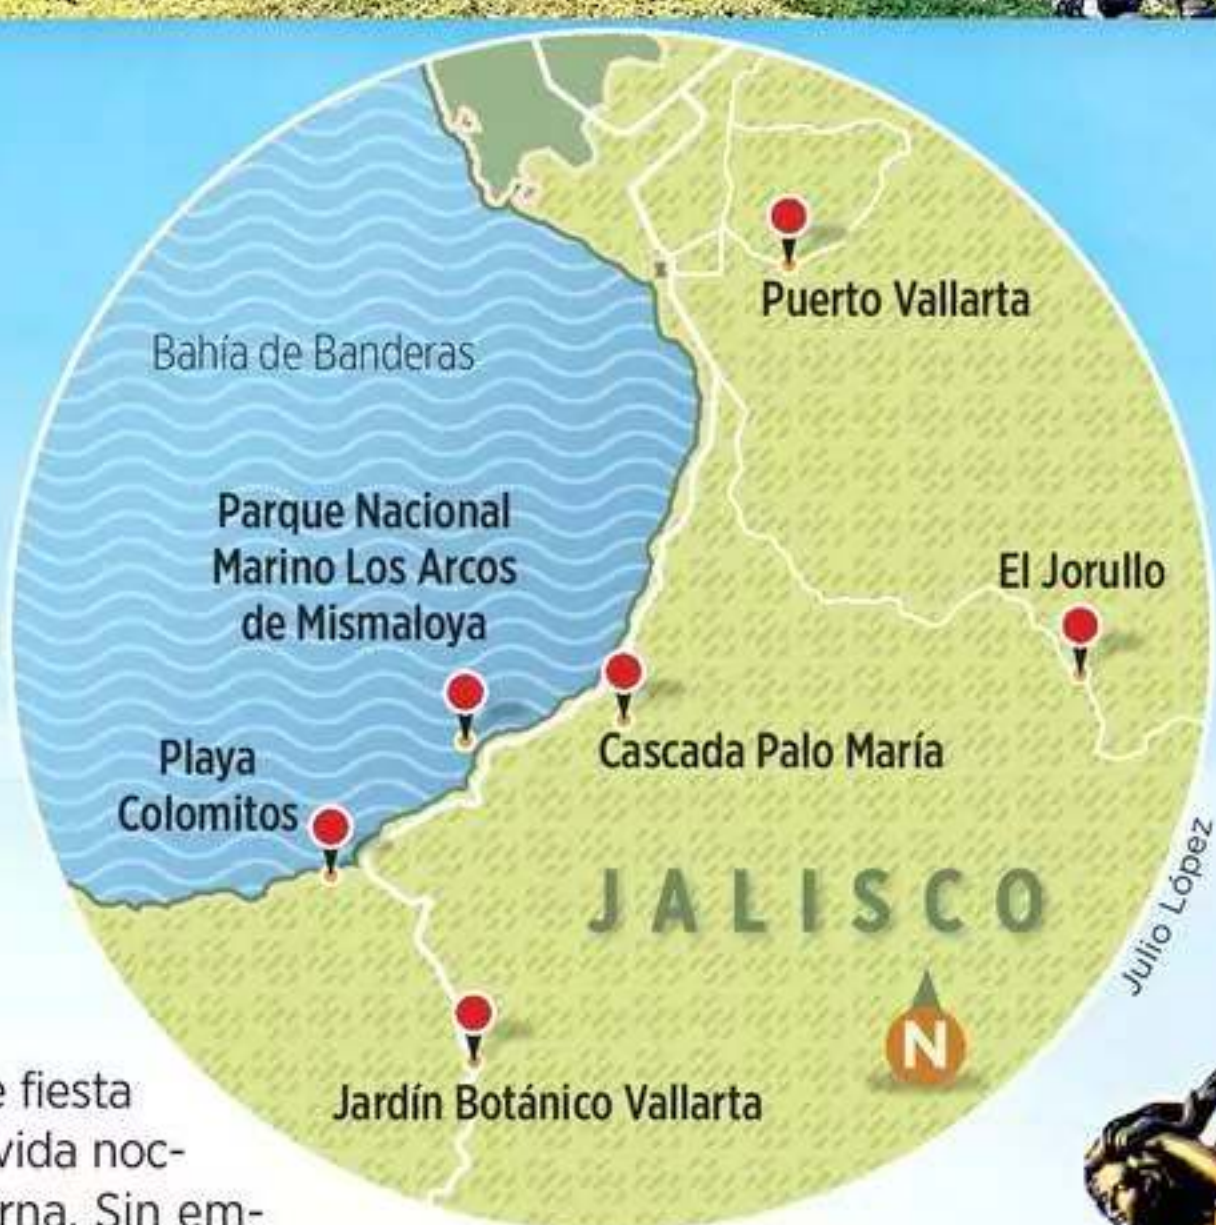 Puerto Vallarta
Bahía de Banderas
Parque Nacional
Marino Los Arcos
de Mismaloya
El Jorullo
Cascada Palo María
Playa
Colomitos
JALISCO
Julio López
N
Jardín Botánico Vallarta
fiesta
vida noc-
Sin em-